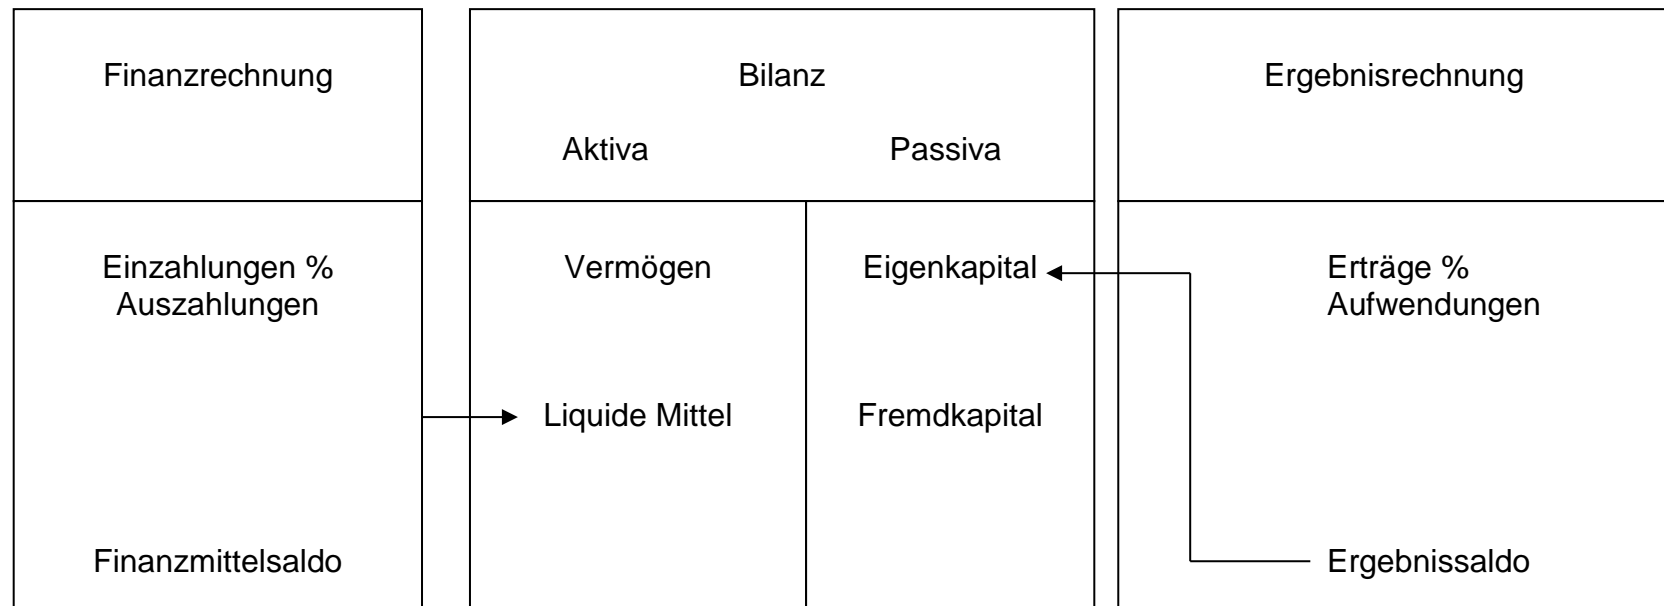 Finanzrechnung
Einzahlungen %
Auszahlungen
Finanzmittelsaldo
Bilanz
Aktiva
Passiva
Vermögen
Liquide Mittel
Eigenkapital
Fremdkapital
Ergebnisrechnung
Erträge %
Aufwendungen
Ergebnissaldo